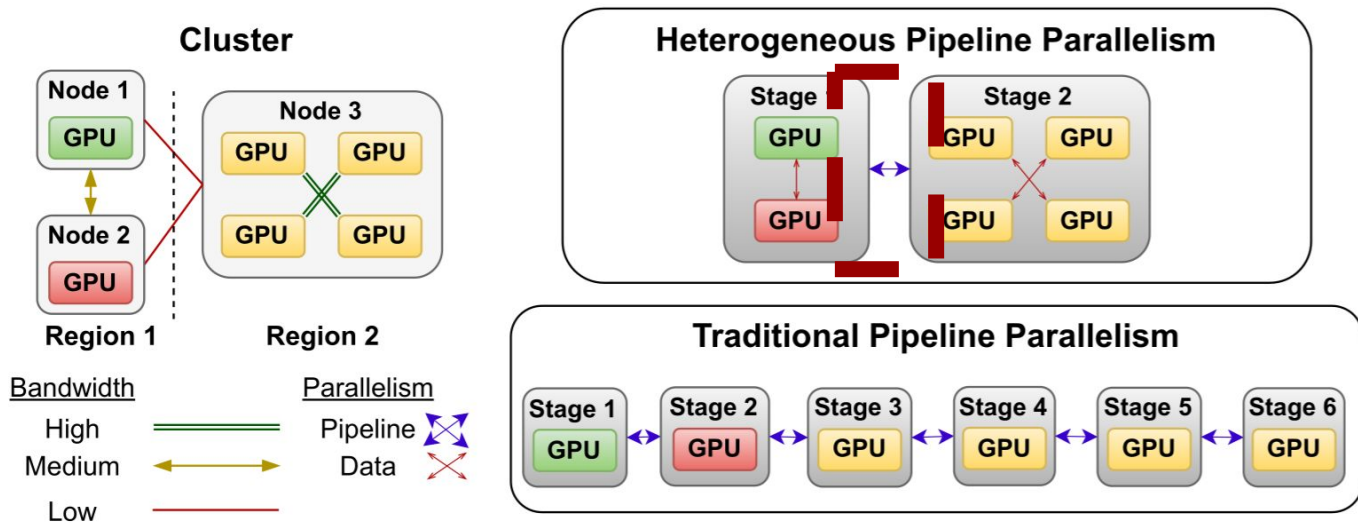 Cluster
Node 1
GPU
Node 2
GPU
Node 3
GPU GPU
GPU GPU
Region 1 Region 2
Bandwidth
High
Medium
Low
Parallelism
Pipeline
Data
Heterogeneous Pipeline Parallelism
Stage
GPU
GPU
Stage 2
GPU GPU
GPU GPU
Traditional Pipeline Parallelism
Stage 1 Stage 2 Stage 3 Stage 4 Stage 5 Stage 6
GPU GPU GPU GPU GPU GPU